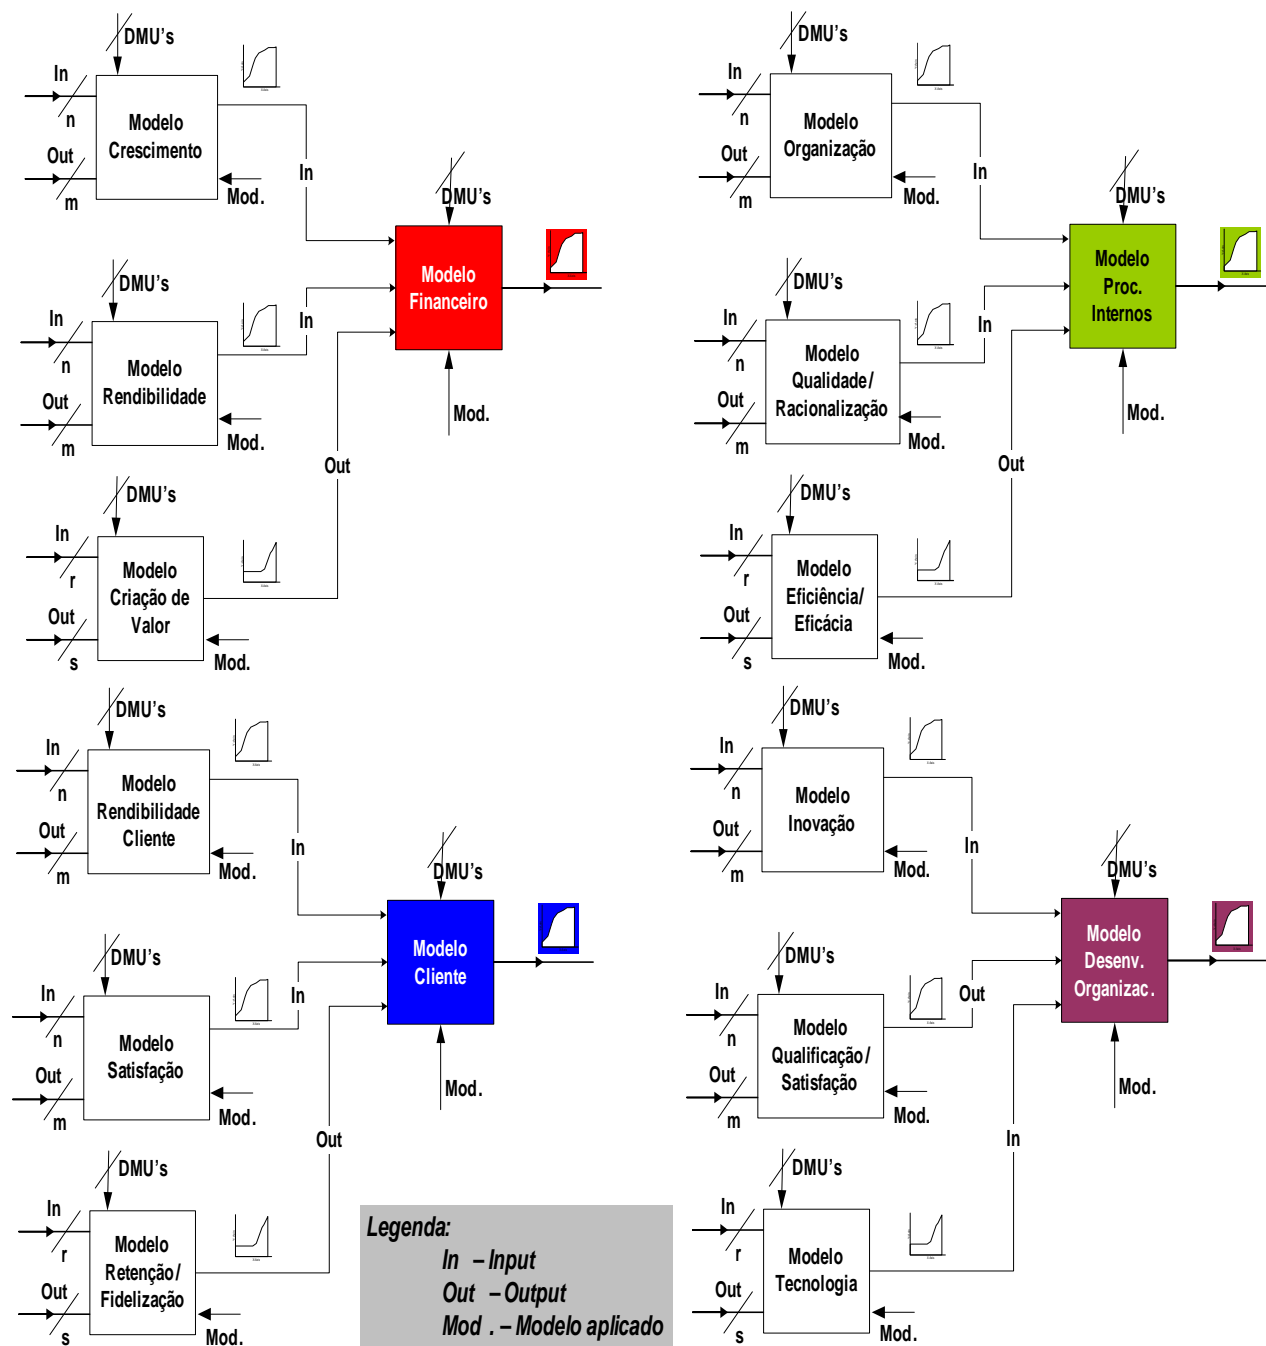 DMU's
In
n
Out
m
Modelo
Crescimento
Mod.
In
DMU's
In
n
Out
m
Modelo
Rendibilidade
Mod.
In
DMU's
In
r
Out
s
Modelo
Criação de
Valor
Mod.
Out
DMU's
Modelo
Financeiro
Mod.
DMU's
In
n
Out
m
Modelo
Organização
Mod.
In
DMU's
In
n
Out
m
Modelo
Qualidade/
Racionalização
Mod.
In
DMU's
In
r
Out
s
Modelo
Eficiência/
Eficácia
Mod.
Out
DMU's
Modelo
Proc.
Internos
Mod.
DMU's
In
n
Out
m
Modelo
Rendibilidade
Cliente
Mod.
In
DMU's
In
n
Out
m
Modelo
Satisfação
Mod.
In
DMU's
In
r
Out
s
Modelo
Retenção/
Fidelização
Mod.
Out
DMU's
Modelo
Cliente
Mod.
DMU's
In
n
Out
m
Modelo
Inovação
Mod.
In
DMU's
In
n
Out
m
Modelo
Qualificação/
Satisfação
Mod.
Out
DMU's
In
r
Out
s
Modelo
Tecnologia
Mod.
In
DMU's
Modelo
Desenv.
Organizac.
Mod.
Legenda:
In – Input
Out – Output
Mod . – Modelo aplicado